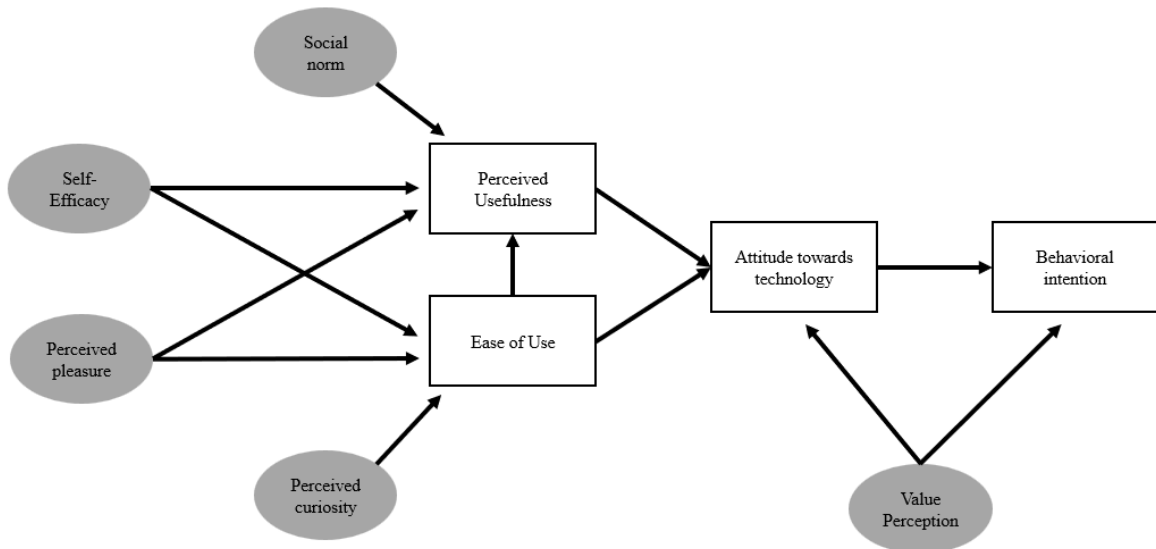 Social
norm
Self-
Efficacy
Perceived
Usefulness
Attitude towards
technology
Behavioral
intention
Perceived
pleasure
Ease of Use
Perceived
curiosity
Value
Perception